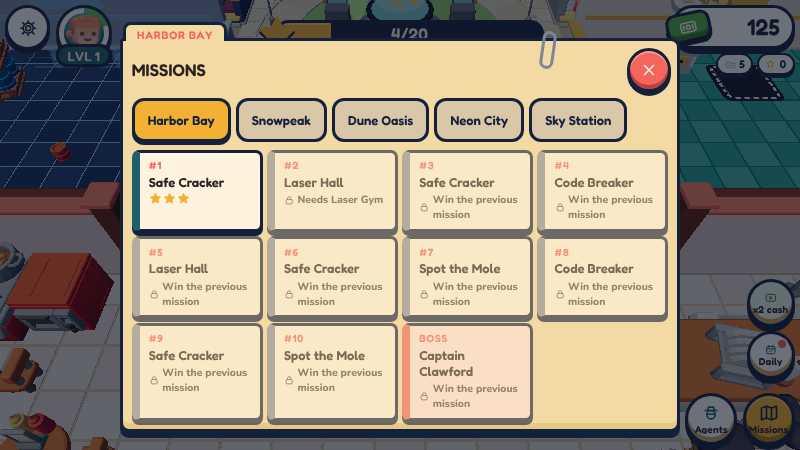 HARBOR BAY
4/20
125
LVL 1
MISSIONS
5
0
Harbor Bay
Snowpeak
Dune Oasis
Neon City
Sky Station
#1
Safe Cracker
#2
Laser Hall
Needs Laser Gym
#3
Safe Cracker
Win the previous
mission
#4
Code Breaker
Win the previous
mission
#5
Laser Hall
Win the previous
mission
#6
Safe Cracker
Win the previous
mission
#7
Spot the Mole
Win the previous
mission
#8
Code Breaker
Win the previous
mission
#9
Safe Cracker
Win the previous
mission
#10
Spot the Mole
Win the previous
mission
BOSS
Captain
Clawford
Win the previous
mission
x2 cash
Daily
Agents
Missions